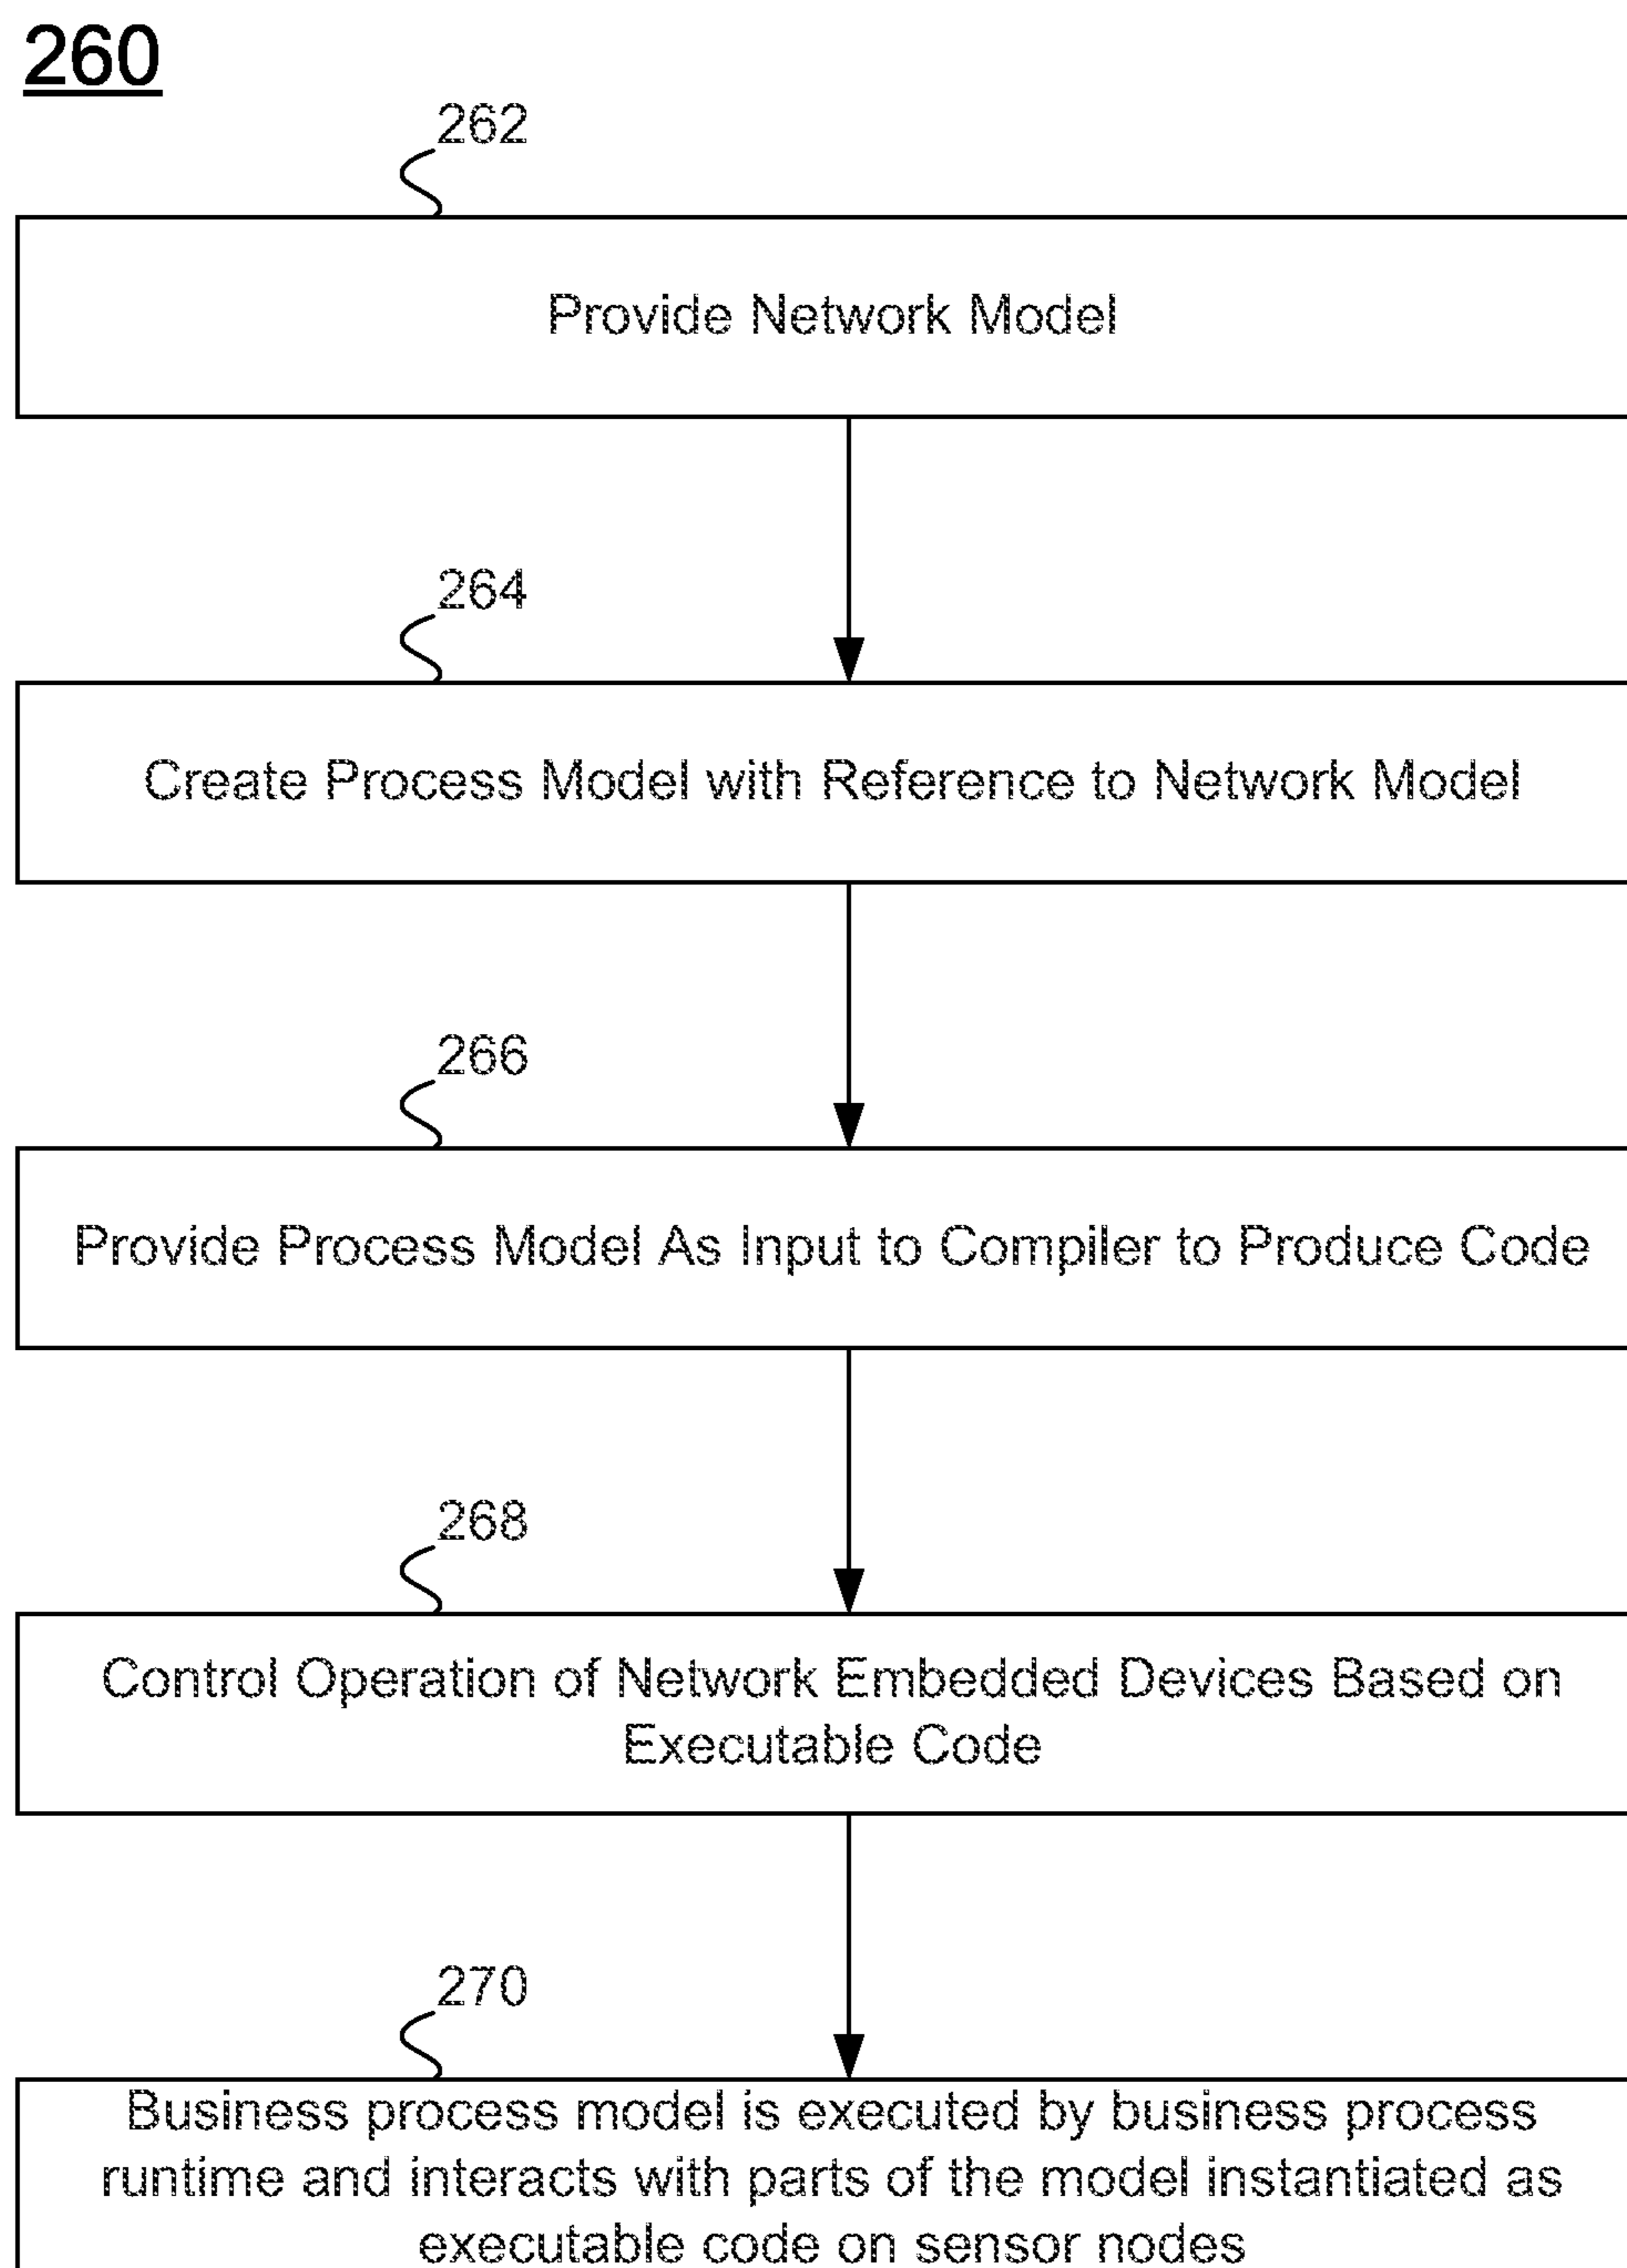 260
262
Provide Network Model
264
Create Process Model with Reference to Network Model
266
Provide Process Model As Input to Compiler to Produce Code
268
Control Operation of Network Embedded Devices Based on
Executable Code
270
Business process model is executed by business process
runtime and interacts with parts of the model instantiated as
executable code on sensor nodes